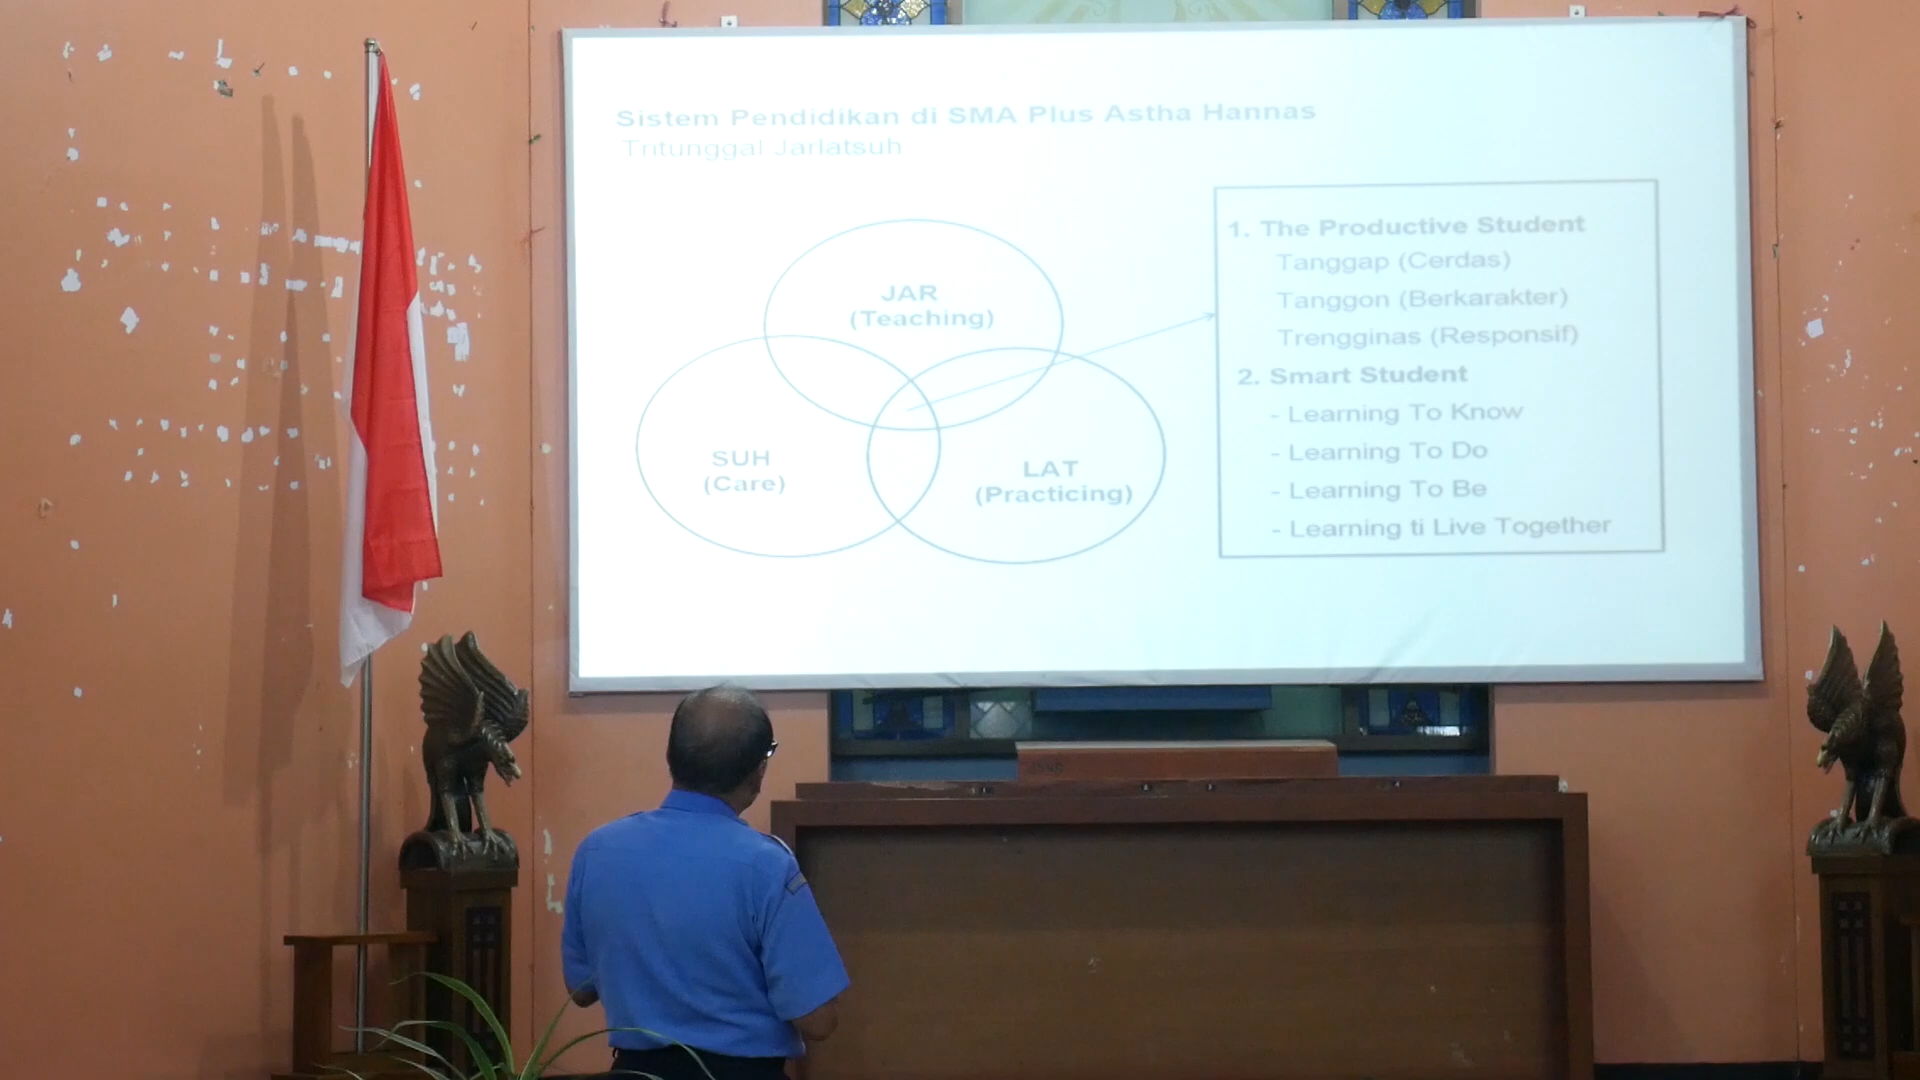 Sistem Pendidikan di SMA Plus Astha Hannas
Tritunggal Jarlatsuh
JAR
(Teaching)
SUH
(Care)
LAT
(Practicing)
1. The Productive Student
Tanggap (Cerdas)
Tanggon (Berkarakter)
Trengginas (Responsif)
2. Smart Student
- Learning To Know
- Learning To Do
- Learning To Be
- Learning ti Live Together